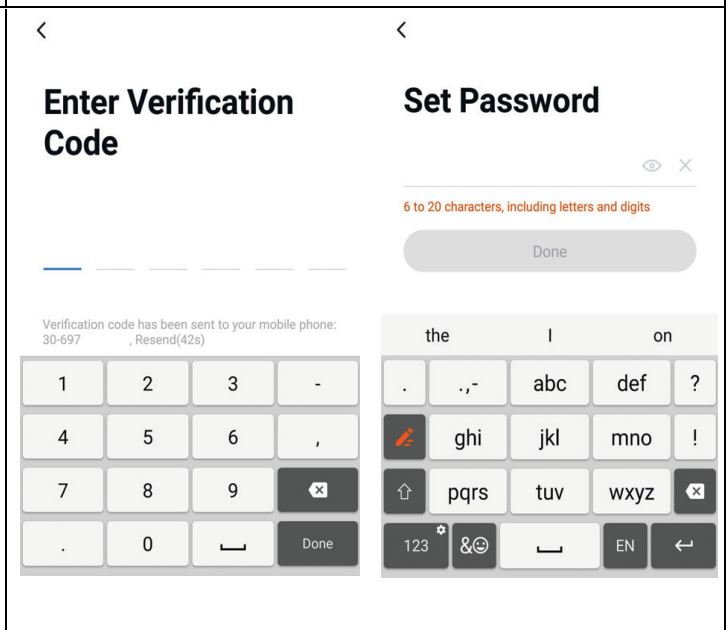 Enter Verification
Code
Verification code has been sent to your mobile phone:
30-697 , Resend(42s)
1 2 3 -
4 5 6 ,
7 8 9
. 0 Done
Set Password
6 to 20 characters, including letters and digits
Done
the I on
. .,- abc def ?
ghi jkl mno !
pqrs tuv wxyz
123 &☺ EN